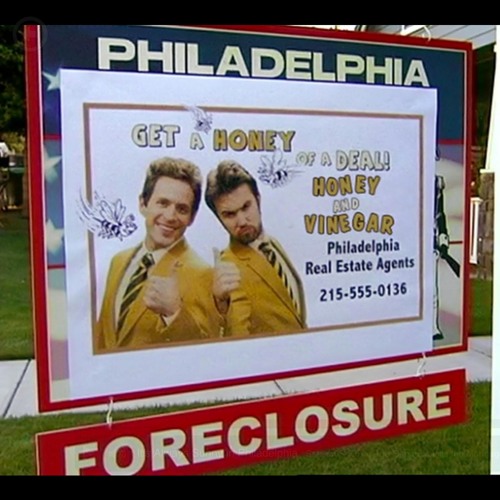 PHILADELPHIA
GET A HONEY
OF A DEAL!
HONEY
AND
VINEGAR
Philadelphia
Real Estate Agents
215-555-0136
FORECLOSURE